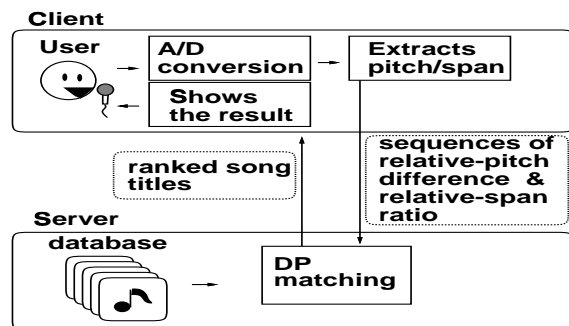 Client
User
A/D
conversion
Extracts
pitch/span
Shows
the result
ranked song
titles
sequences of
relative-pitch
difference &
relative-span
ratio
Server
database
DP
matching